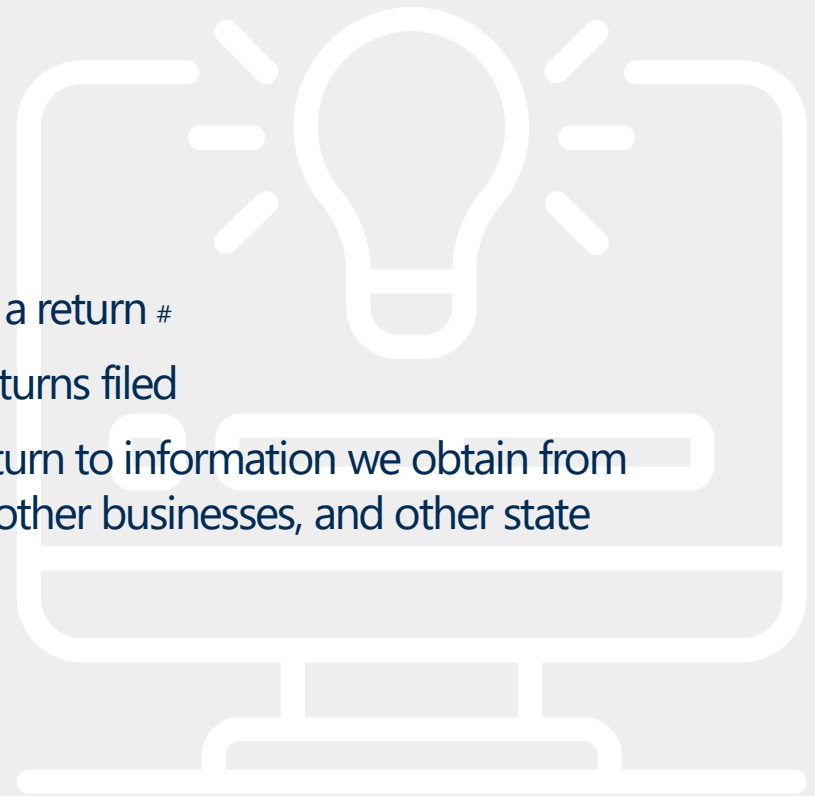 a return #
turns filed
turn to information we obtain from
other businesses, and other state